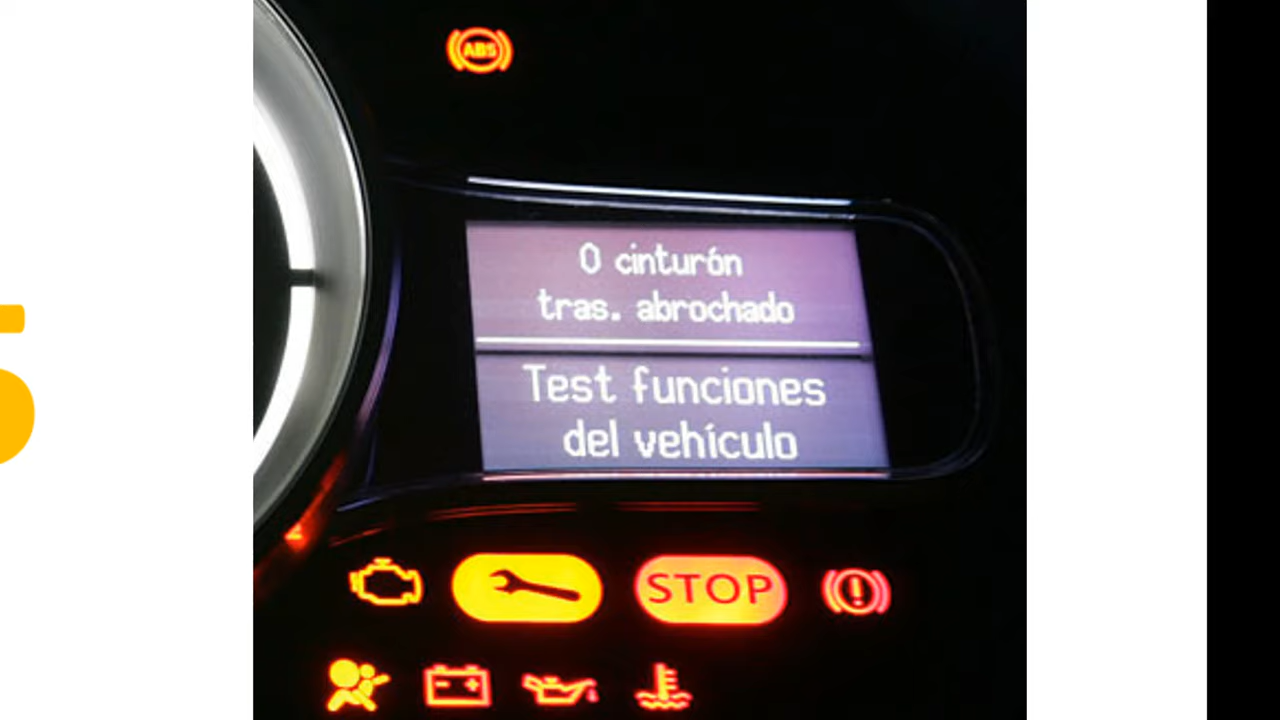 ABS
0 cinturón
tras. abrochado
Test funciones
del vehículo
STOP